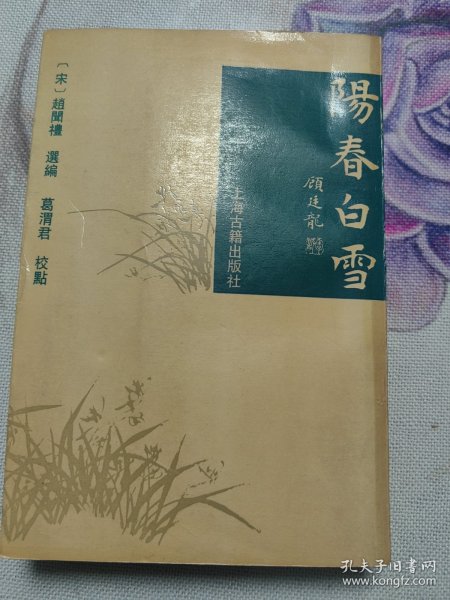 陽春白雪
顧廷龍
上海古籍出版社
〔宋〕趙聞禮 選編 葛渭君 校點
孔夫子旧书网
www.kongfz.com